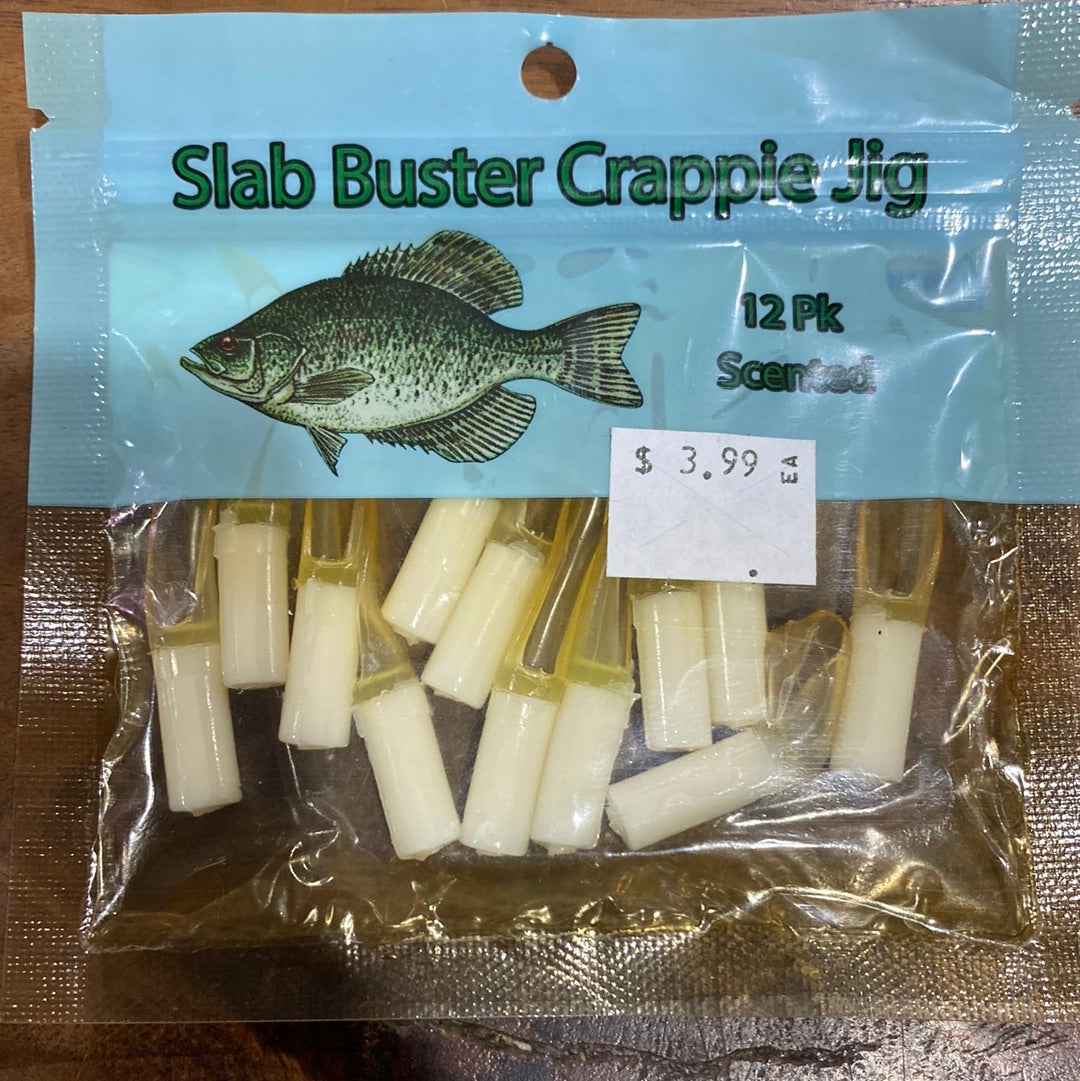 Slab Buster Crappie Jig
12 Pk
Scented
$ 3.99 EA